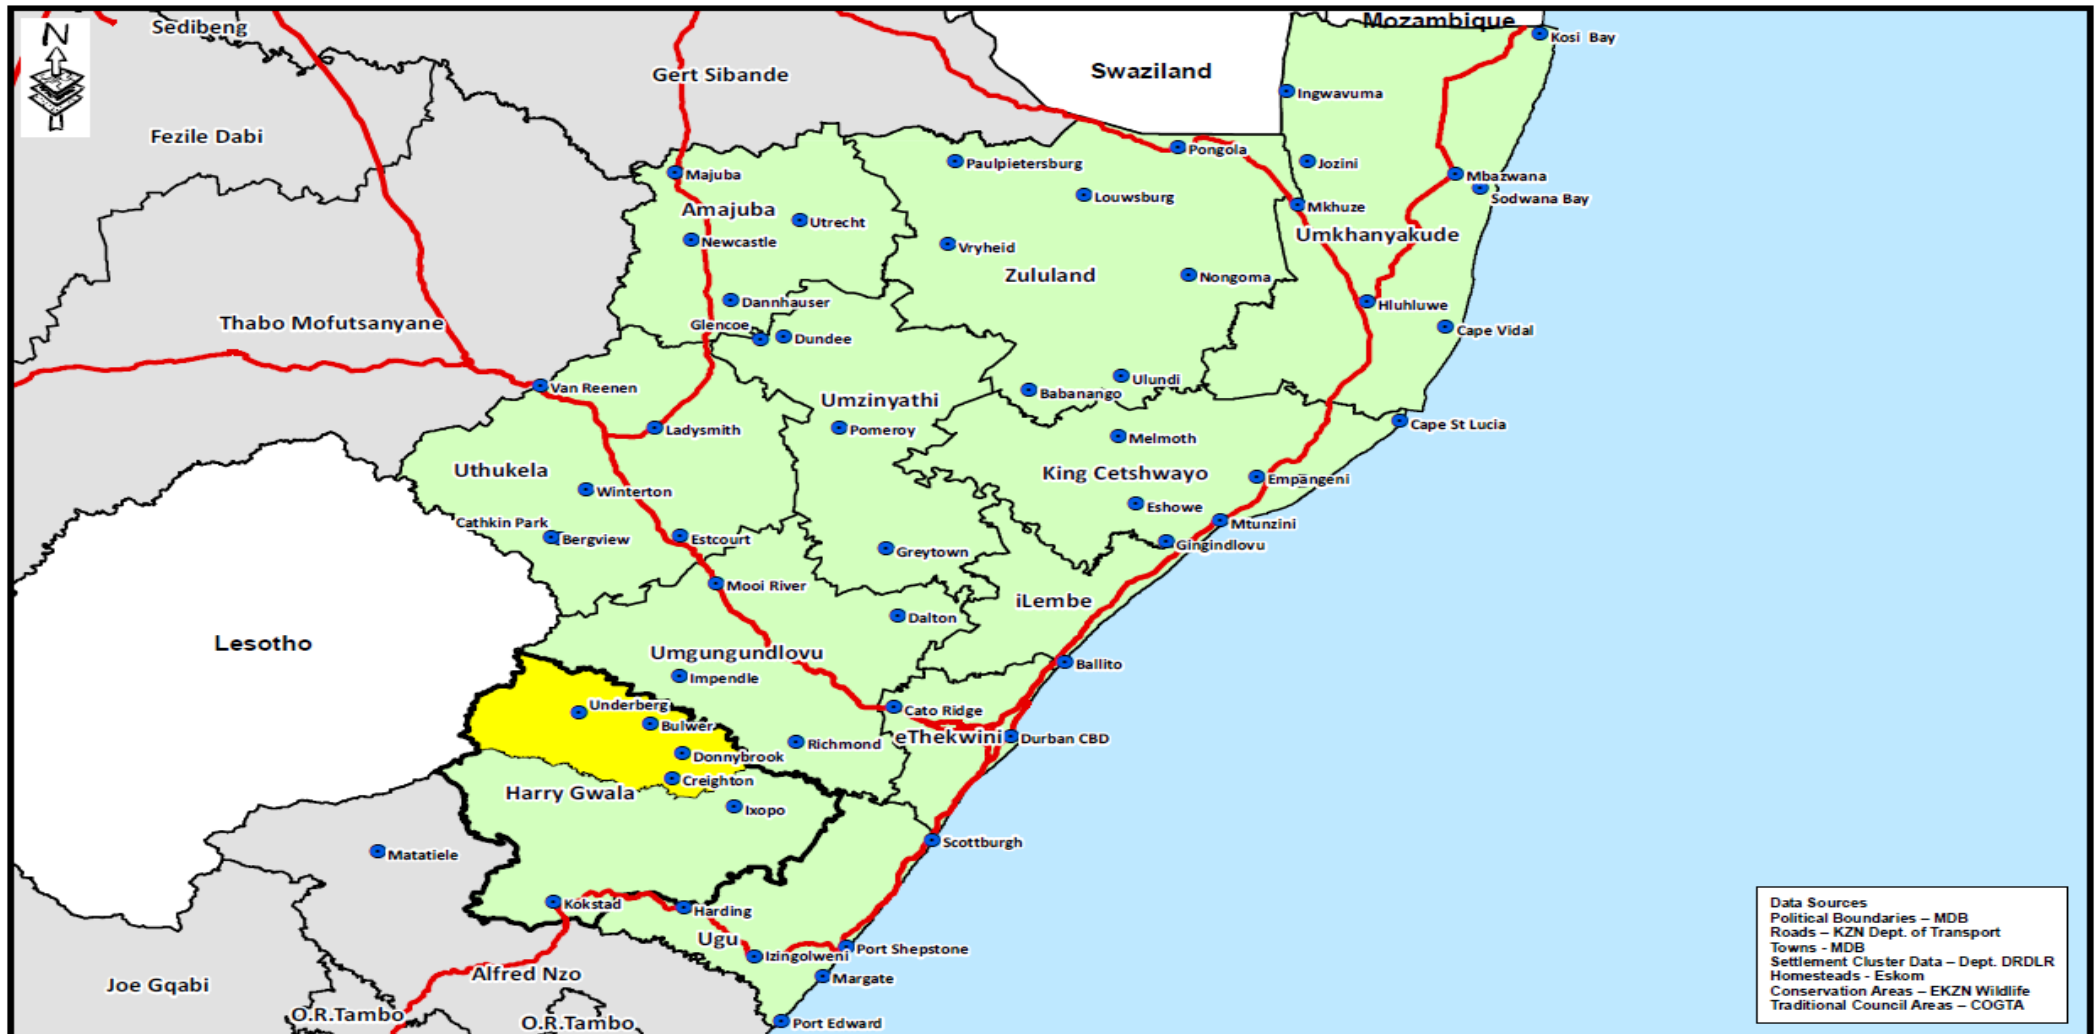 Mozambique
Kosi Bay
Sedibeng
N
Gert Sibande
Swaziland
Ingwavuma
Fezile Dabi
Pongola
Paulpietersburg
Jozini
Majuba
Mbazwana
Louwsburg
Sodwana Bay
Amajuba
Mkhuze
Utrecht
Umkhanyakude
Newcastle
Vryheid
Zululand
Nongoma
Dannhauser
Hluhluwe
Thabo Mofutsanyane
Glencoe
Cape Vidal
Dundee
Van Reenen
Ulundi
Babanango
Umzinyathi
Cape St Lucia
Ladysmith
Pomeroy
Melmoth
Uthukela
King Cetshwayo
Empangeni
Winterton
Eshowe
Cathkin Park
Mtunzini
Bergview
Estcourt
Gingindlovu
Greytown
Mooi River
iLembe
Dalton
Lesotho
Umgungundlovu
Ballito
Impendle
Underberg
Cato Ridge
Bulwer
eThekwini
Durban CBD
Richmond
Donnybrook
Creighton
Harry Gwala
Ixopo
Scottburgh
Matatiele
Kokstad
Harding
Ugu
Port Shepstone
Izingolweni
Alfred Nzo
Margate
Joe Gqabi
O.R.Tambo
O.R.Tambo
Port Edward
Data Sources
Political Boundaries – MDB
Roads – KZN Dept. of Transport
Towns - MDB
Settlement Cluster Data – Dept. DRDLR
Homesteads - Eskom
Conservation Areas – EKZN Wildlife
Traditional Council Areas – COGTA